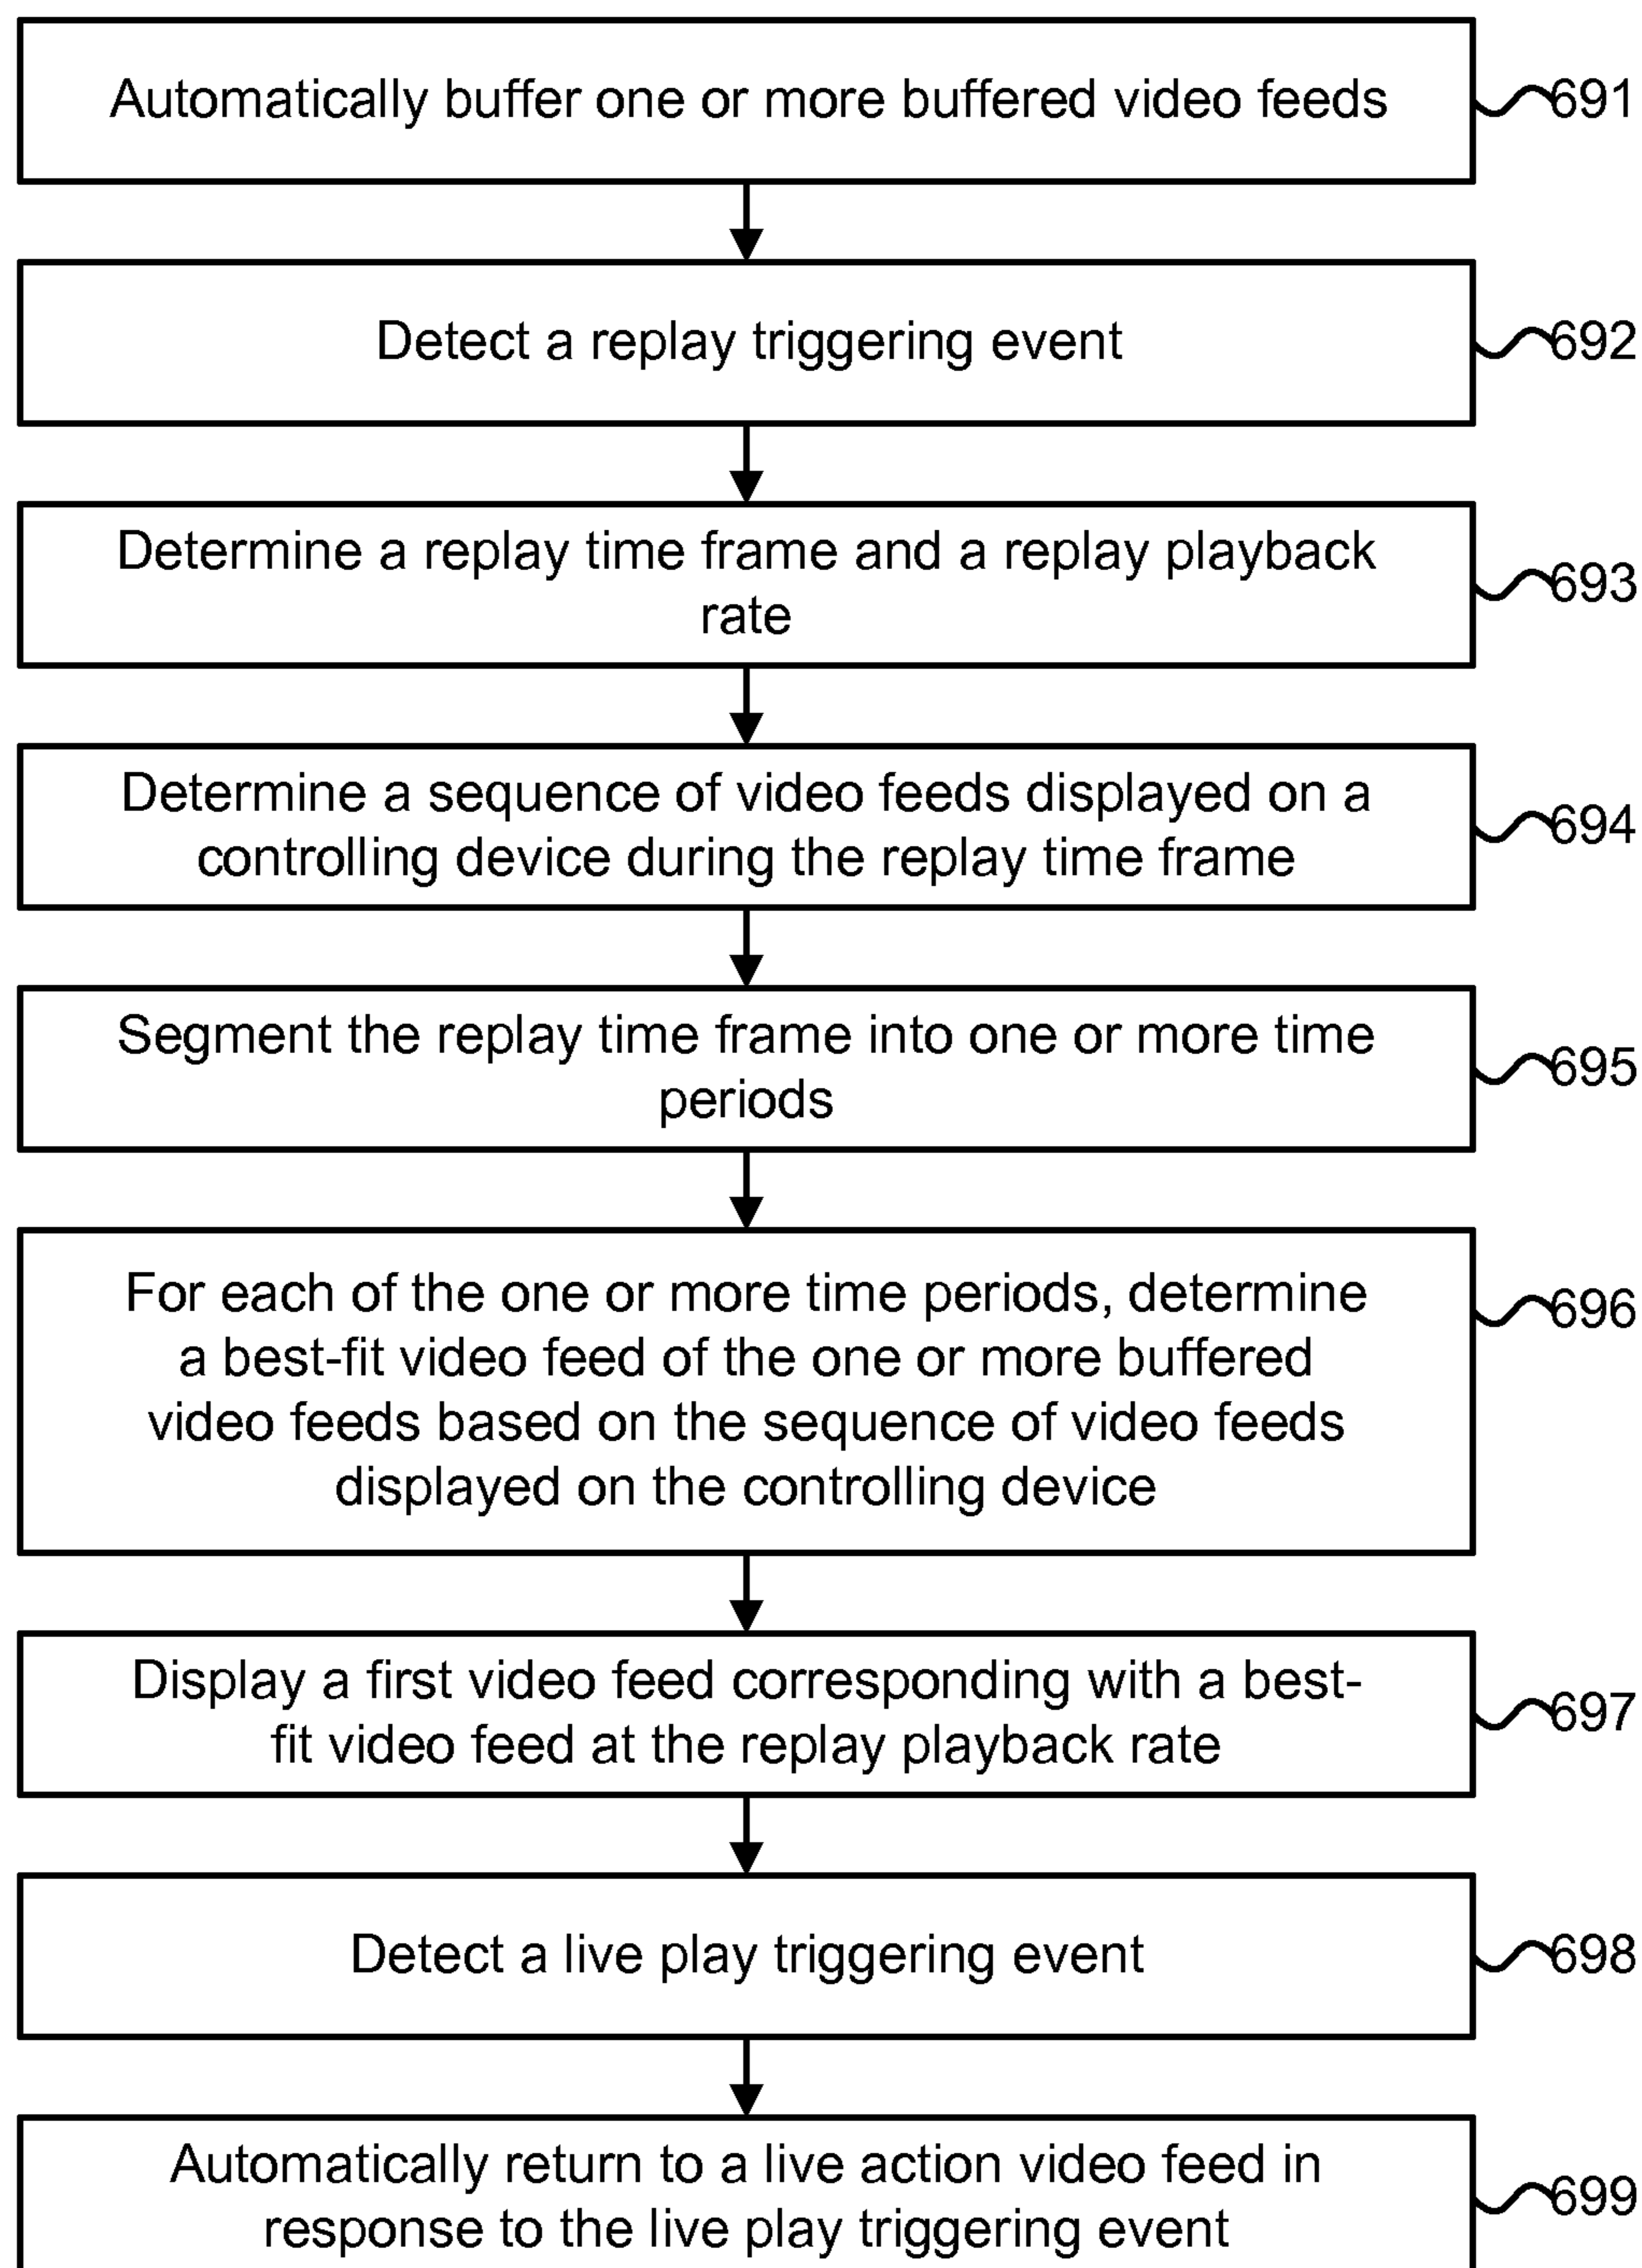 Automatically buffer one or more buffered video feeds
691
Detect a replay triggering event
692
Determine a replay time frame and a replay playback
rate
693
Determine a sequence of video feeds displayed on a
controlling device during the replay time frame
694
Segment the replay time frame into one or more time
periods
695
For each of the one or more time periods, determine
a best-fit video feed of the one or more buffered
video feeds based on the sequence of video feeds
displayed on the controlling device
696
Display a first video feed corresponding with a best-
fit video feed at the replay playback rate
697
Detect a live play triggering event
698
Automatically return to a live action video feed in
response to the live play triggering event
699